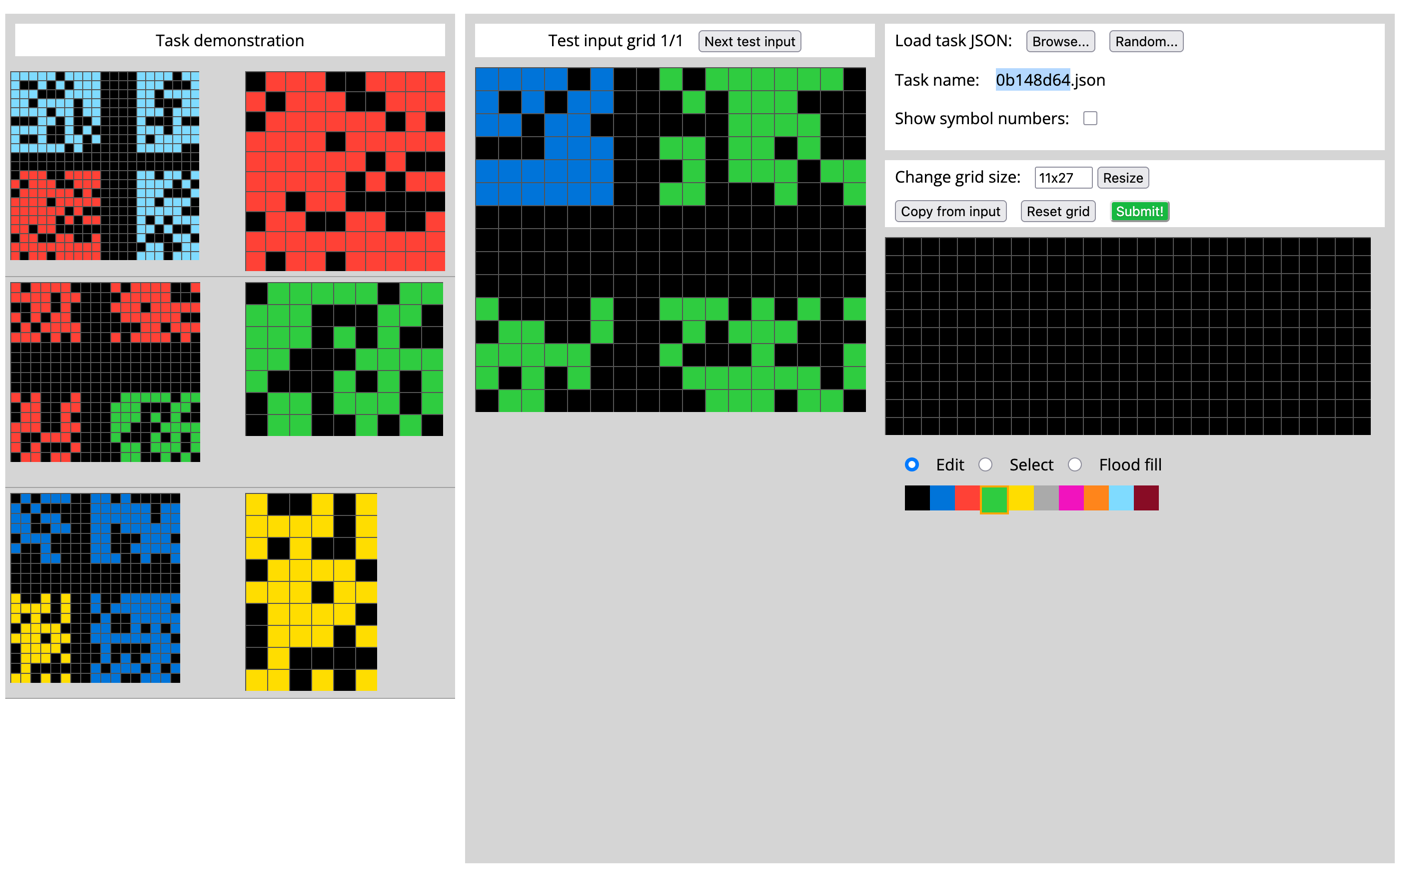 Task demonstration
Test input grid 1/1 Next test input
Load task JSON: Browse... Random...
Task name: 0b148d64.json
Show symbol numbers:
Change grid size: 11x27 Resize
Copy from input Reset grid Submit!
Edit Select Flood fill